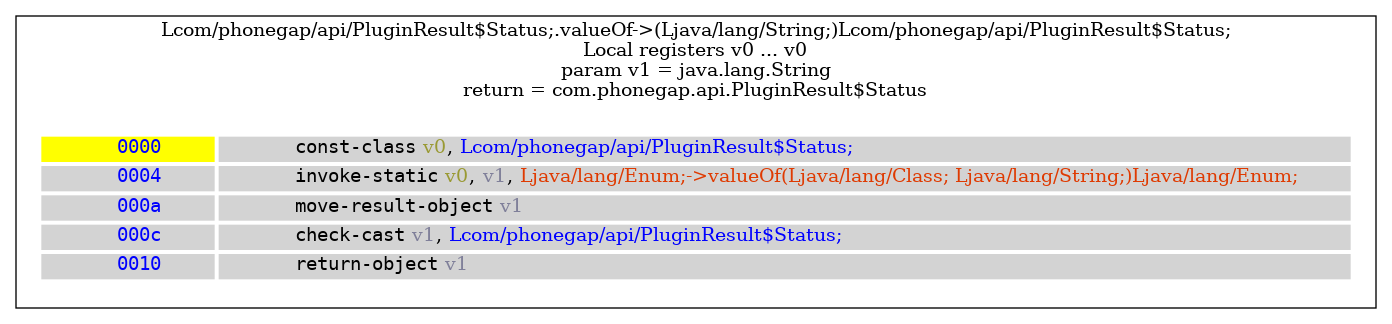 Lcom/phonegap/api/PluginResult$Status;.valueOf->(Ljava/lang/String;)Lcom/phonegap/api/PluginResult$Status;
Local registers v0 ... v0
param v1 = java.lang.String
return = com.phonegap.api.PluginResult$Status
0000 const-class v0, Lcom/phonegap/api/PluginResult$Status;
0004 invoke-static v0, v1, Ljava/lang/Enum;->valueOf(Ljava/lang/Class; Ljava/lang/String;)Ljava/lang/Enum;
000a move-result-object v1
000c check-cast v1, Lcom/phonegap/api/PluginResult$Status;
0010 return-object v1